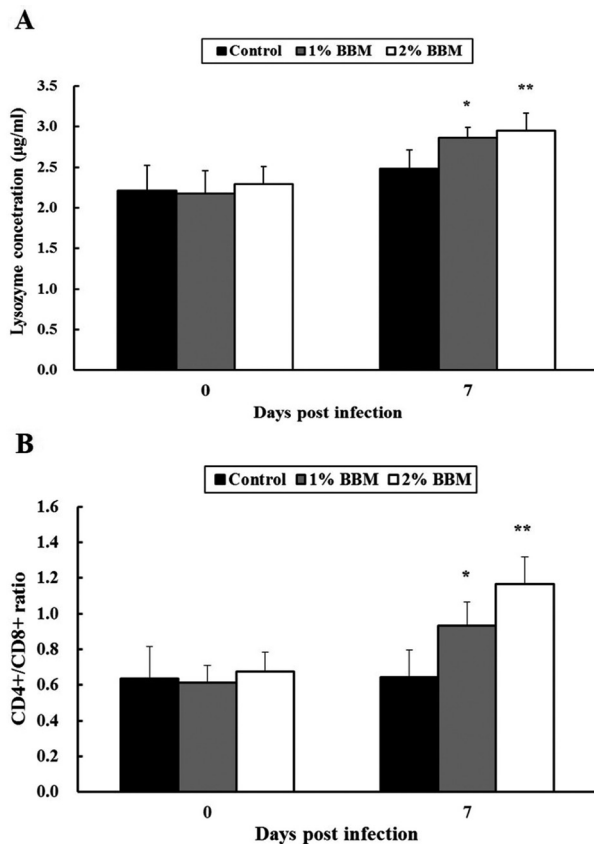 A
Control 1% BBM 2% BBM
Lysozyme concetration (µg/ml)
3.5
3.0
2.5
2.0
1.5
1.0
0.5
0.0
* **
0 7
Days post infection
B
Control 1% BBM 2% BBM
CD4+/CD8+ ratio
1.6
1.4
1.2
1.0
0.8
0.6
0.4
0.2
0.0
* **
0 7
Days post infection